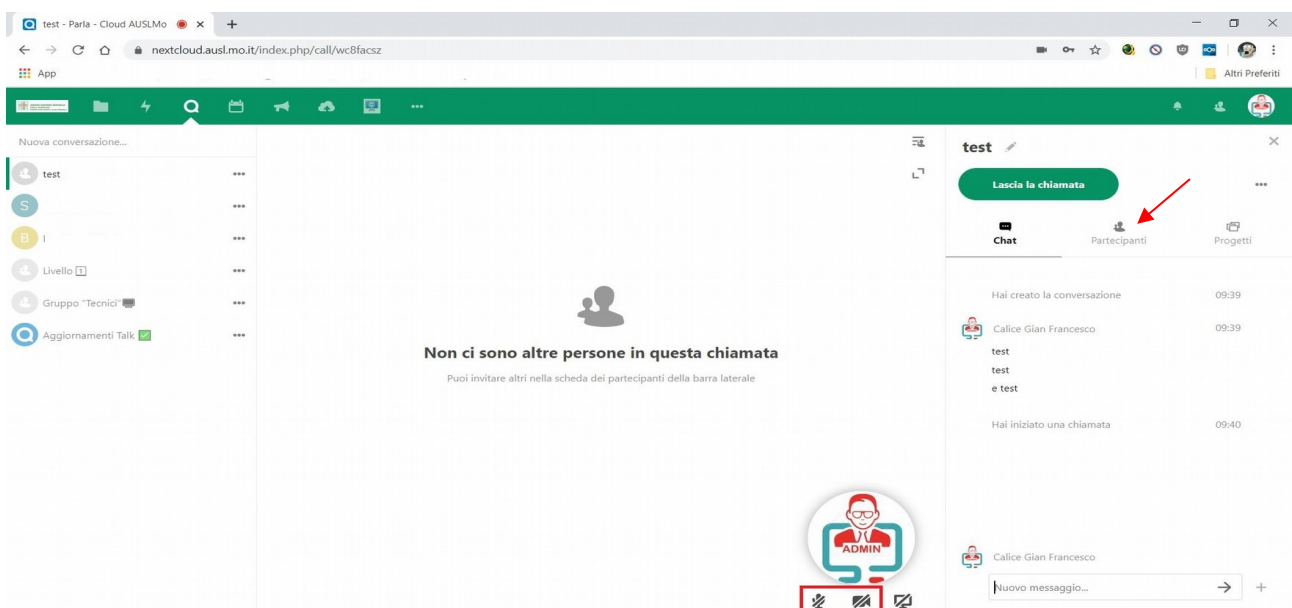 test - Parla - Cloud AUSLMo
nextcloud.ausl.mo.it/index.php/call/wc8facsz
App
Altri Preferiti
Nuova conversazione...
test
S
B I
Livello 1
Gruppo "Tecnici"
Aggiornamenti Talk
Non ci sono altre persone in questa chiamata
Puoi invitare altri nella scheda dei partecipanti della barra laterale
ADMIN
test
Lascia la chiamata
Chat Partecipanti Progetti
Hai creato la conversazione 09:39
Calice Gian Francesco 09:39
test
test
e test
Hai iniziato una chiamata 09:40
Calice Gian Francesco
Nuovo messaggio...